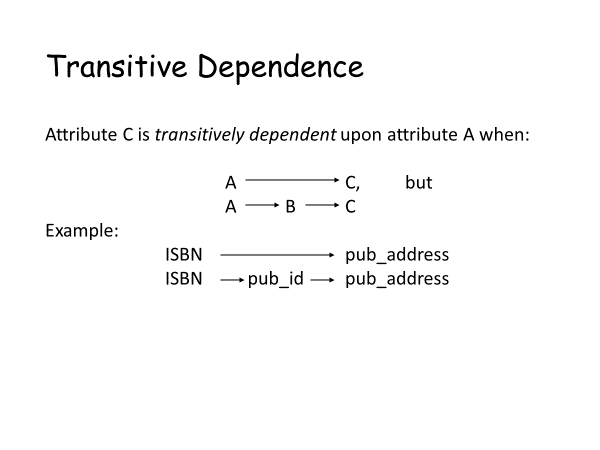 Transitive Dependence
Attribute C is transitively dependent upon attribute A when:
A → C, but
A → B → C
Example:
ISBN → pub_address
ISBN → pub_id → pub_address